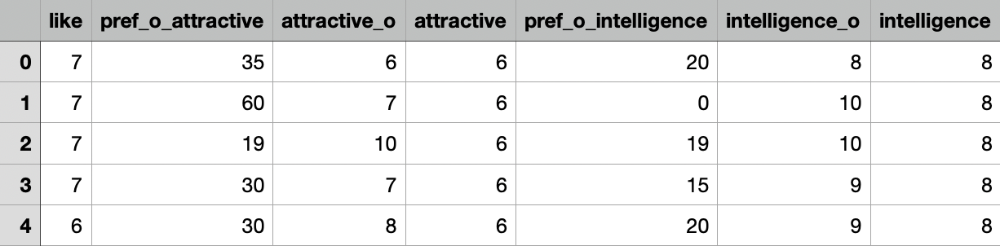 like pref_o_attractive attractive_o attractive pref_o_intelligence intelligence_o intelligence
0 7 35 6 6 20 8 8
1 7 60 7 6 0 10 8
2 7 19 10 6 19 10 8
3 7 30 7 6 15 9 8
4 6 30 8 6 20 9 8